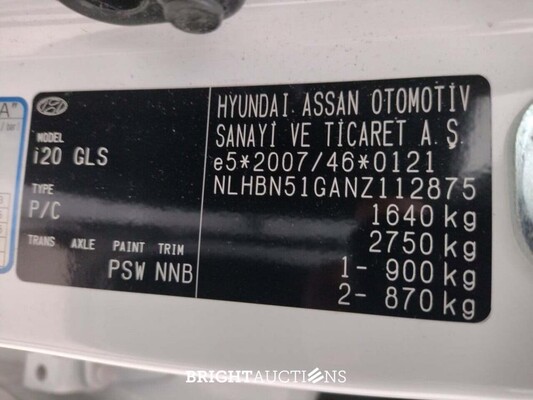 A"
/ bar)
MODEL
i20 GLS
TYPE
P/C
TRANS AXLE PAINT TRIM
PSW NNB
HYUNDAI ASSAN OTOMOTİV
SANAYİ VE TİCARET A.Ş.
e5*2007/46*0121
NLHBN51GANZ112875
1640 kg
2750 kg
1- 900 kg
2- 870 kg
BRIGHTAUCTIONS